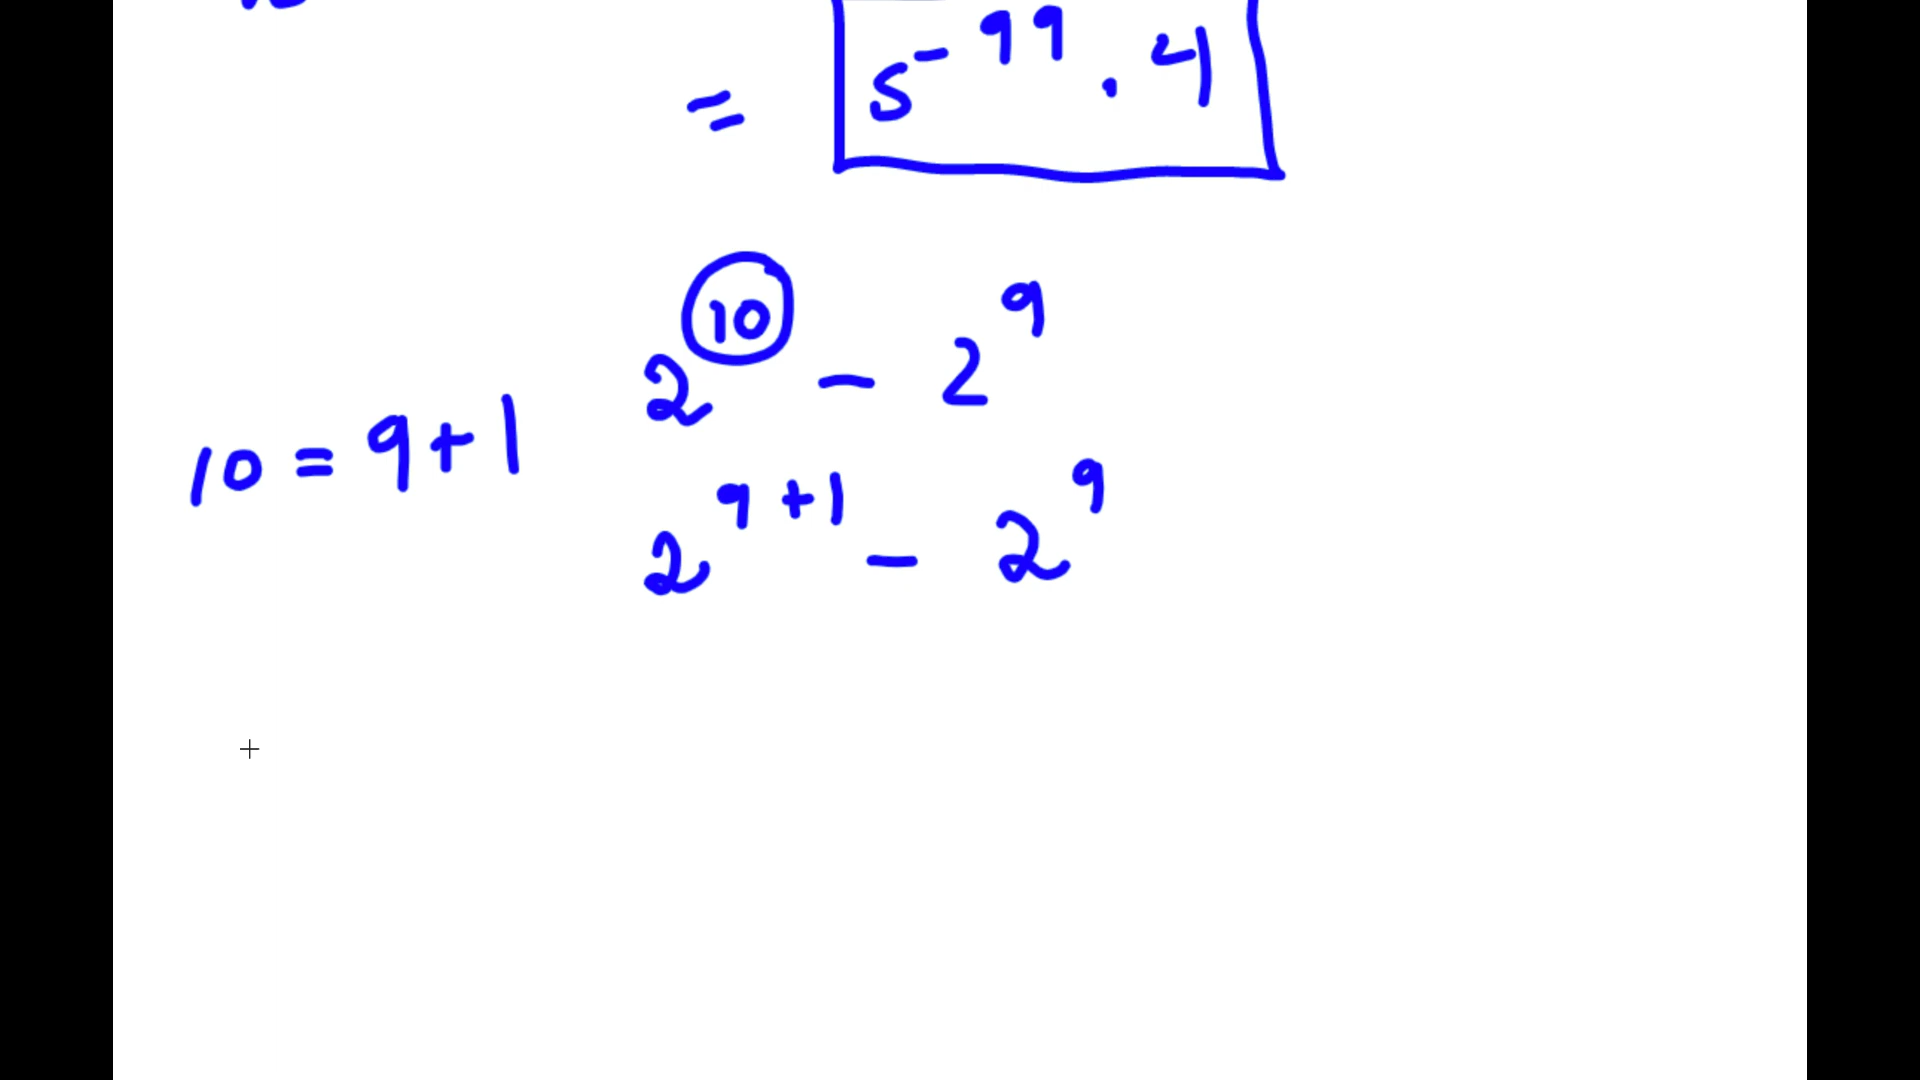 = 5^-99 . 4
2^10 - 2^9
10 = 9+1
2^9+1 - 2^9